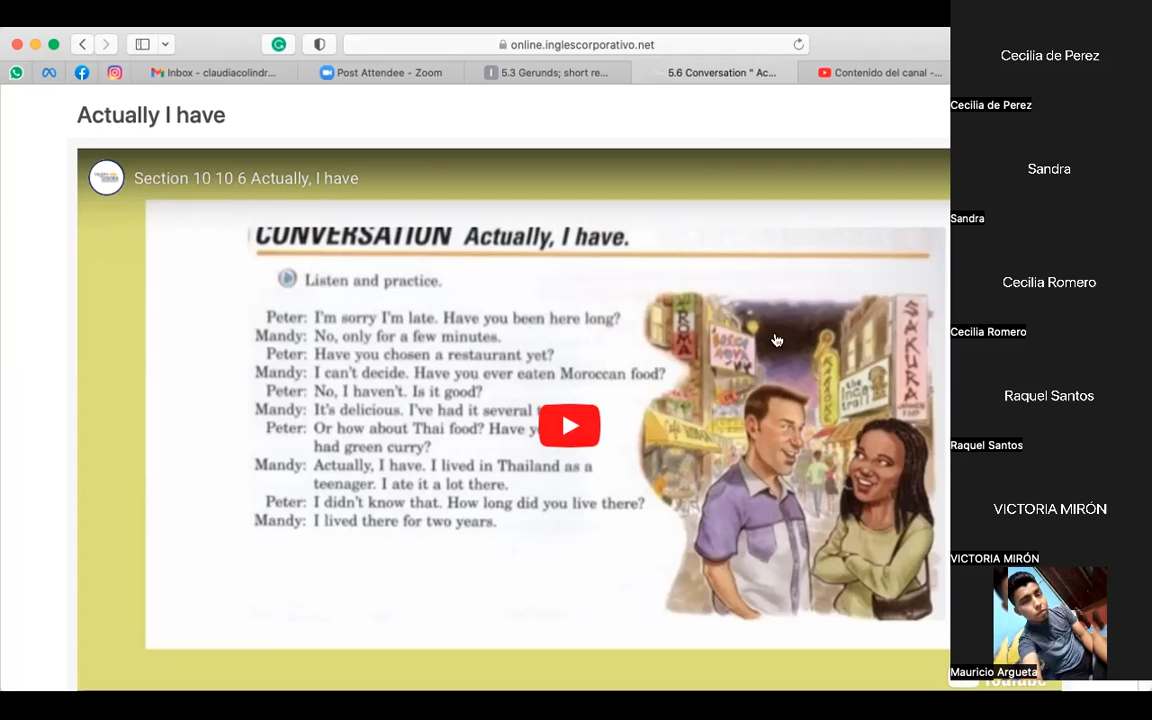 online.inglescorporativo.net
Inbox - claudiacolindr...
Post Attendee - Zoom
5.3 Gerunds; short re...
5.6 Conversation " Ac...
Contenido del canal -...
Actually I have
Section 10 10 6 Actually, I have
CONVERSATION Actually, I have.
Listen and practice.
Peter: I'm sorry I'm late. Have you been here long?
Mandy: No, only for a few minutes.
Peter: Have you chosen a restaurant yet?
Mandy: I can't decide. Have you ever eaten Moroccan food?
Peter: No, I haven't. Is it good?
Mandy: It's delicious. I've had it several
Peter: Or how about Thai food? Have
had green curry?
Mandy: Actually, I have. I lived in Thailand as a
teenager. I ate it a lot there.
Peter: I didn't know that. How long did you live there?
Mandy: I lived there for two years.
ROMA
KARAOKE
the Inca trail
SAKURA
Cecilia de Perez
Cecilia de Perez
Sandra
Sandra
Cecilia Romero
Cecilia Romero
Raquel Santos
Raquel Santos
VICTORIA MIRÓN
VICTORIA MIRÓN
Mauricio Argueta